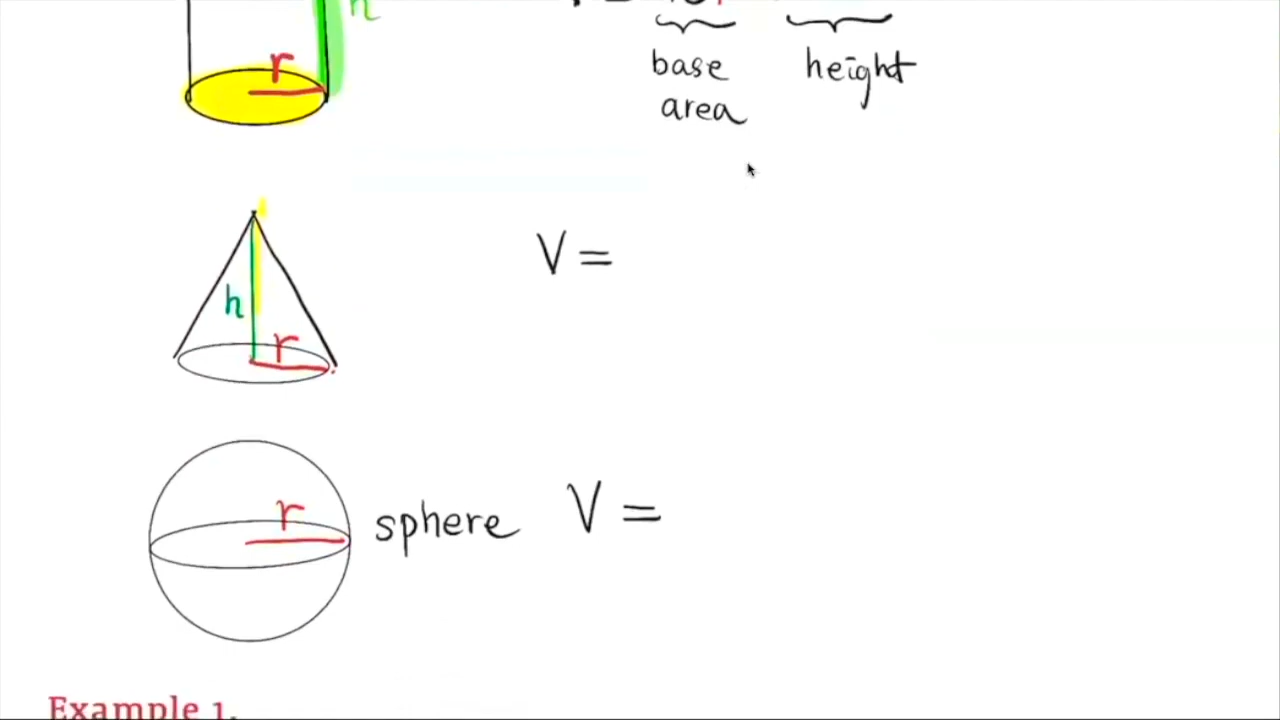 h
r
base height
area
V =
h
r
r
sphere V =
Example 1.